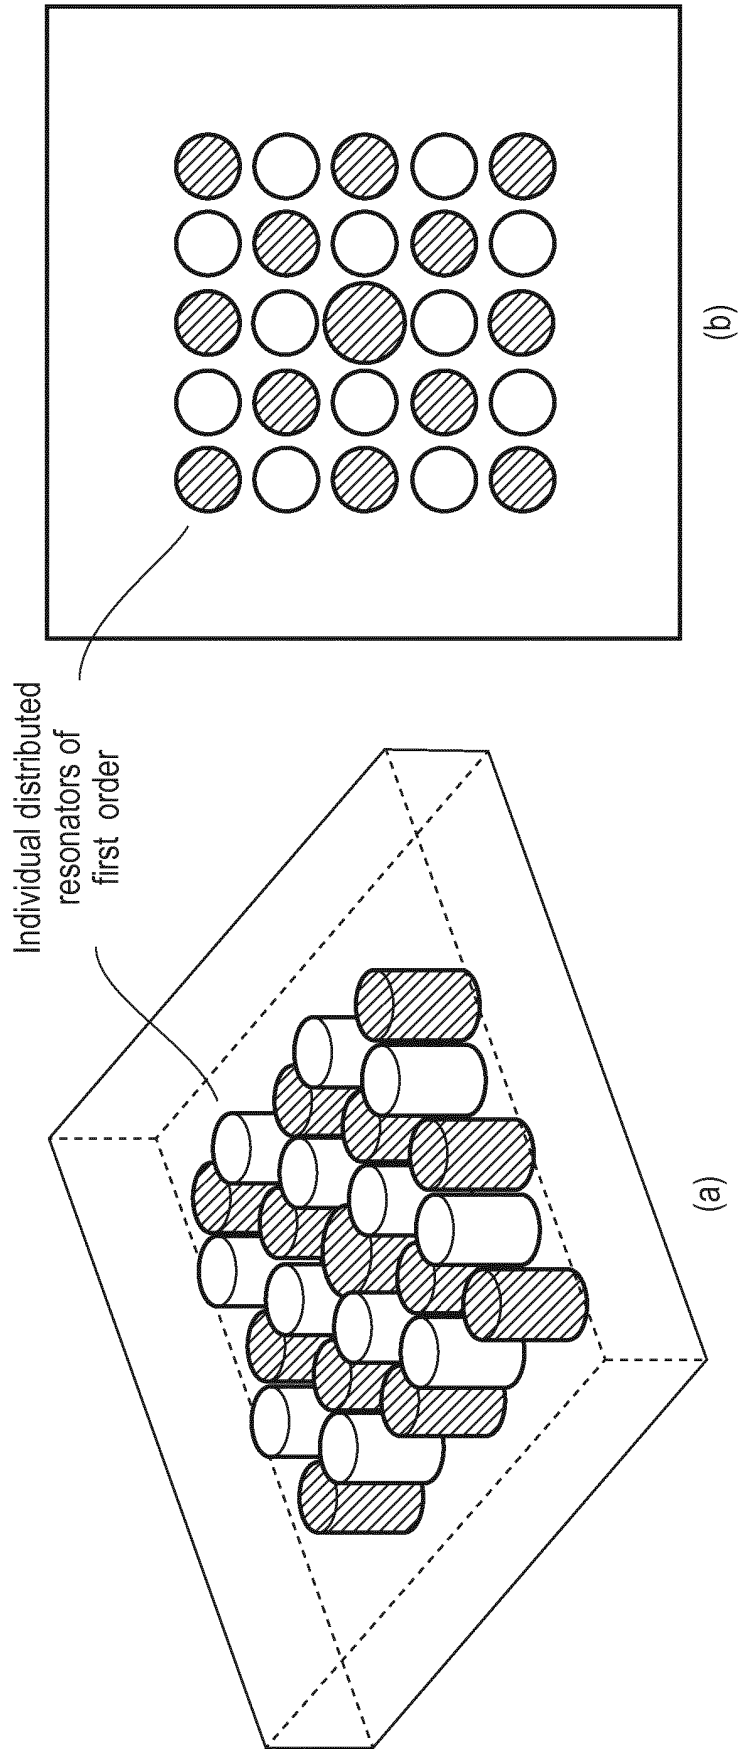 Individual distributed
resonators of
first order
(a)
(b)